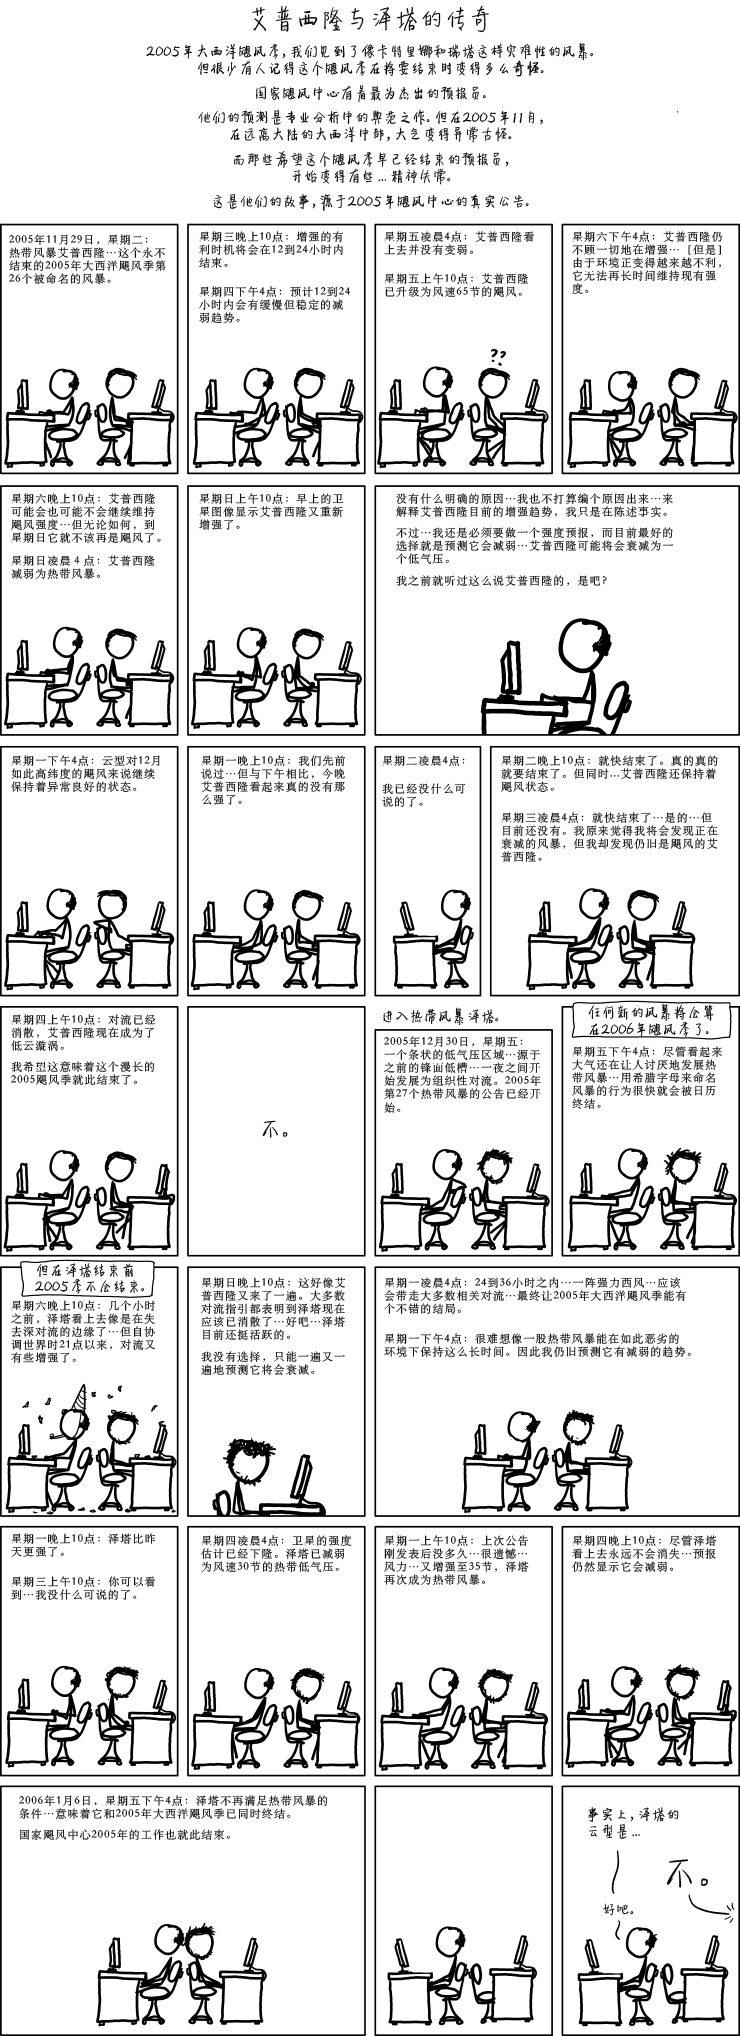 艾普西隆与泽塔的传奇
2005年大西洋飓风季,我们见到了像卡特里娜和瑞塔这样灾难性的风暴。
但很少有人记得这个飓风季在将要结束时变得多么奇怪。
国家飓风中心有着最为杰出的预报员。
他们的预测是专业分析中的典范之作。但在2005年11月,
在远离大陆的大西洋中部,大气变得异常古怪。
而那些希望这个飓风季早已经结束的预报员,
开始变得有些...精神失常。
这是他们的故事,源于2005年飓风中心的真实公告。
2005年11月29日,星期二:
热带风暴艾普西隆…这个永不
结束的2005年大西洋飓风季第
26个被命名的风暴。
星期三晚上10点: 增强的有
利时机将会在12到24小时内
结束。
星期四下午4点: 预计12到24
小时内会有缓慢但稳定的减
弱趋势。
星期五凌晨4点: 艾普西隆看
上去并没有变弱。
星期五上午10点: 艾普西隆
已升级为风速65节的飓风。
??
星期六下午4点: 艾普西隆仍
不顾一切地在增强… [但是]
由于环境正变得越来越不利,
它无法再长时间维持现有强
度。
星期六晚上10点: 艾普西隆
可能会也可能不会继续维持
飓风强度…但无论如何, 到
星期日它就不该再是飓风了。
星期日凌晨4点: 艾普西隆
减弱为热带风暴。
星期日上午10点: 早上的卫
星图像显示艾普西隆又重新
增强了。
没有什么明确的原因…我也不打算编个原因出来…来
解释艾普西隆目前的增强趋势, 我只是在陈述事实。
不过…我还是必须要做一个强度预报, 而目前最好的
选择就是预测它会减弱…艾普西隆可能将会衰减为一
个低气压。
我之前就听过这么说艾普西隆的, 是吧?
星期一下午4点: 云型对12月
如此高纬度的飓风来说继续
保持着异常良好的状态。
星期一晚上10点: 我们先前
说过…但与下午相比, 今晚
艾普西隆看起来真的没有那
么强了。
星期二凌晨4点:
我已经没什么可
说的了。
星期二晚上10点: 就快结束了。真的真的
就要结束了。但同时...艾普西隆还保持着
飓风状态。
星期三凌晨4点: 就快结束了…是的…但
目前还没有。我原来觉得我将会发现正在
衰减的风暴, 但我却发现仍旧是飓风的艾
普西隆。
星期四上午10点: 对流已经
消散, 艾普西隆现在成为了
低云漩涡。
我希望这意味着这个漫长的
2005飓风季就此结束了。
不。
进入热带风暴泽塔。
2005年12月30日, 星期五:
一个条状的低气压区域…源于
之前的锋面低槽…一夜之间开
始发展为组织性对流。2005年
第27个热带风暴的公告已经开
始。
任何新的风暴将会算
在2006年飓风季了。
星期五下午4点: 尽管看起来
大气还在让人讨厌地发展热
带风暴…用希腊字母来命名
风暴的行为很快就会被日历
终结。
但在泽塔结束前
2005季不会结束。
星期六晚上10点: 几个小时
之前, 泽塔看上去像是在失
去深对流的边缘了…但自协
调世界时21点以来, 对流又
有些增强了。
星期日晚上10点: 这好像艾
普西隆又来了一遍。大多数
对流指引都表明到泽塔现在
应该已消散了…好吧…泽塔
目前还挺活跃的。
我没有选择, 只能一遍又一
遍地预测它将会衰减。
星期一凌晨4点: 24到36小时之内…一阵强力西风…应该
会带走大多数相关对流…最终让2005年大西洋飓风季能有
个不错的结局。
星期一下午4点: 很难想像一股热带风暴能在如此恶劣的
环境下保持这么长时间。因此我仍旧预测它有减弱的趋势。
星期一晚上10点: 泽塔比昨
天更强了。
星期三上午10点: 你可以看
到…我没什么可说的了。
星期四凌晨4点: 卫星的强度
估计已经下降。泽塔已减弱
为风速30节的热带低气压。
星期一上午10点: 上次公告
刚发表后没多久…很遗憾…
风力…又增强至35节, 泽塔
再次成为热带风暴。
星期四晚上10点: 尽管泽塔
看上去永远不会消失…预报
仍然显示它会减弱。
2006年1月6日, 星期五下午4点: 泽塔不再满足热带风暴的
条件…意味着它和2005年大西洋飓风季已同时终结。
国家飓风中心2005年的工作也就此结束。
事实上,泽塔的
云型是...
不。
好吧。